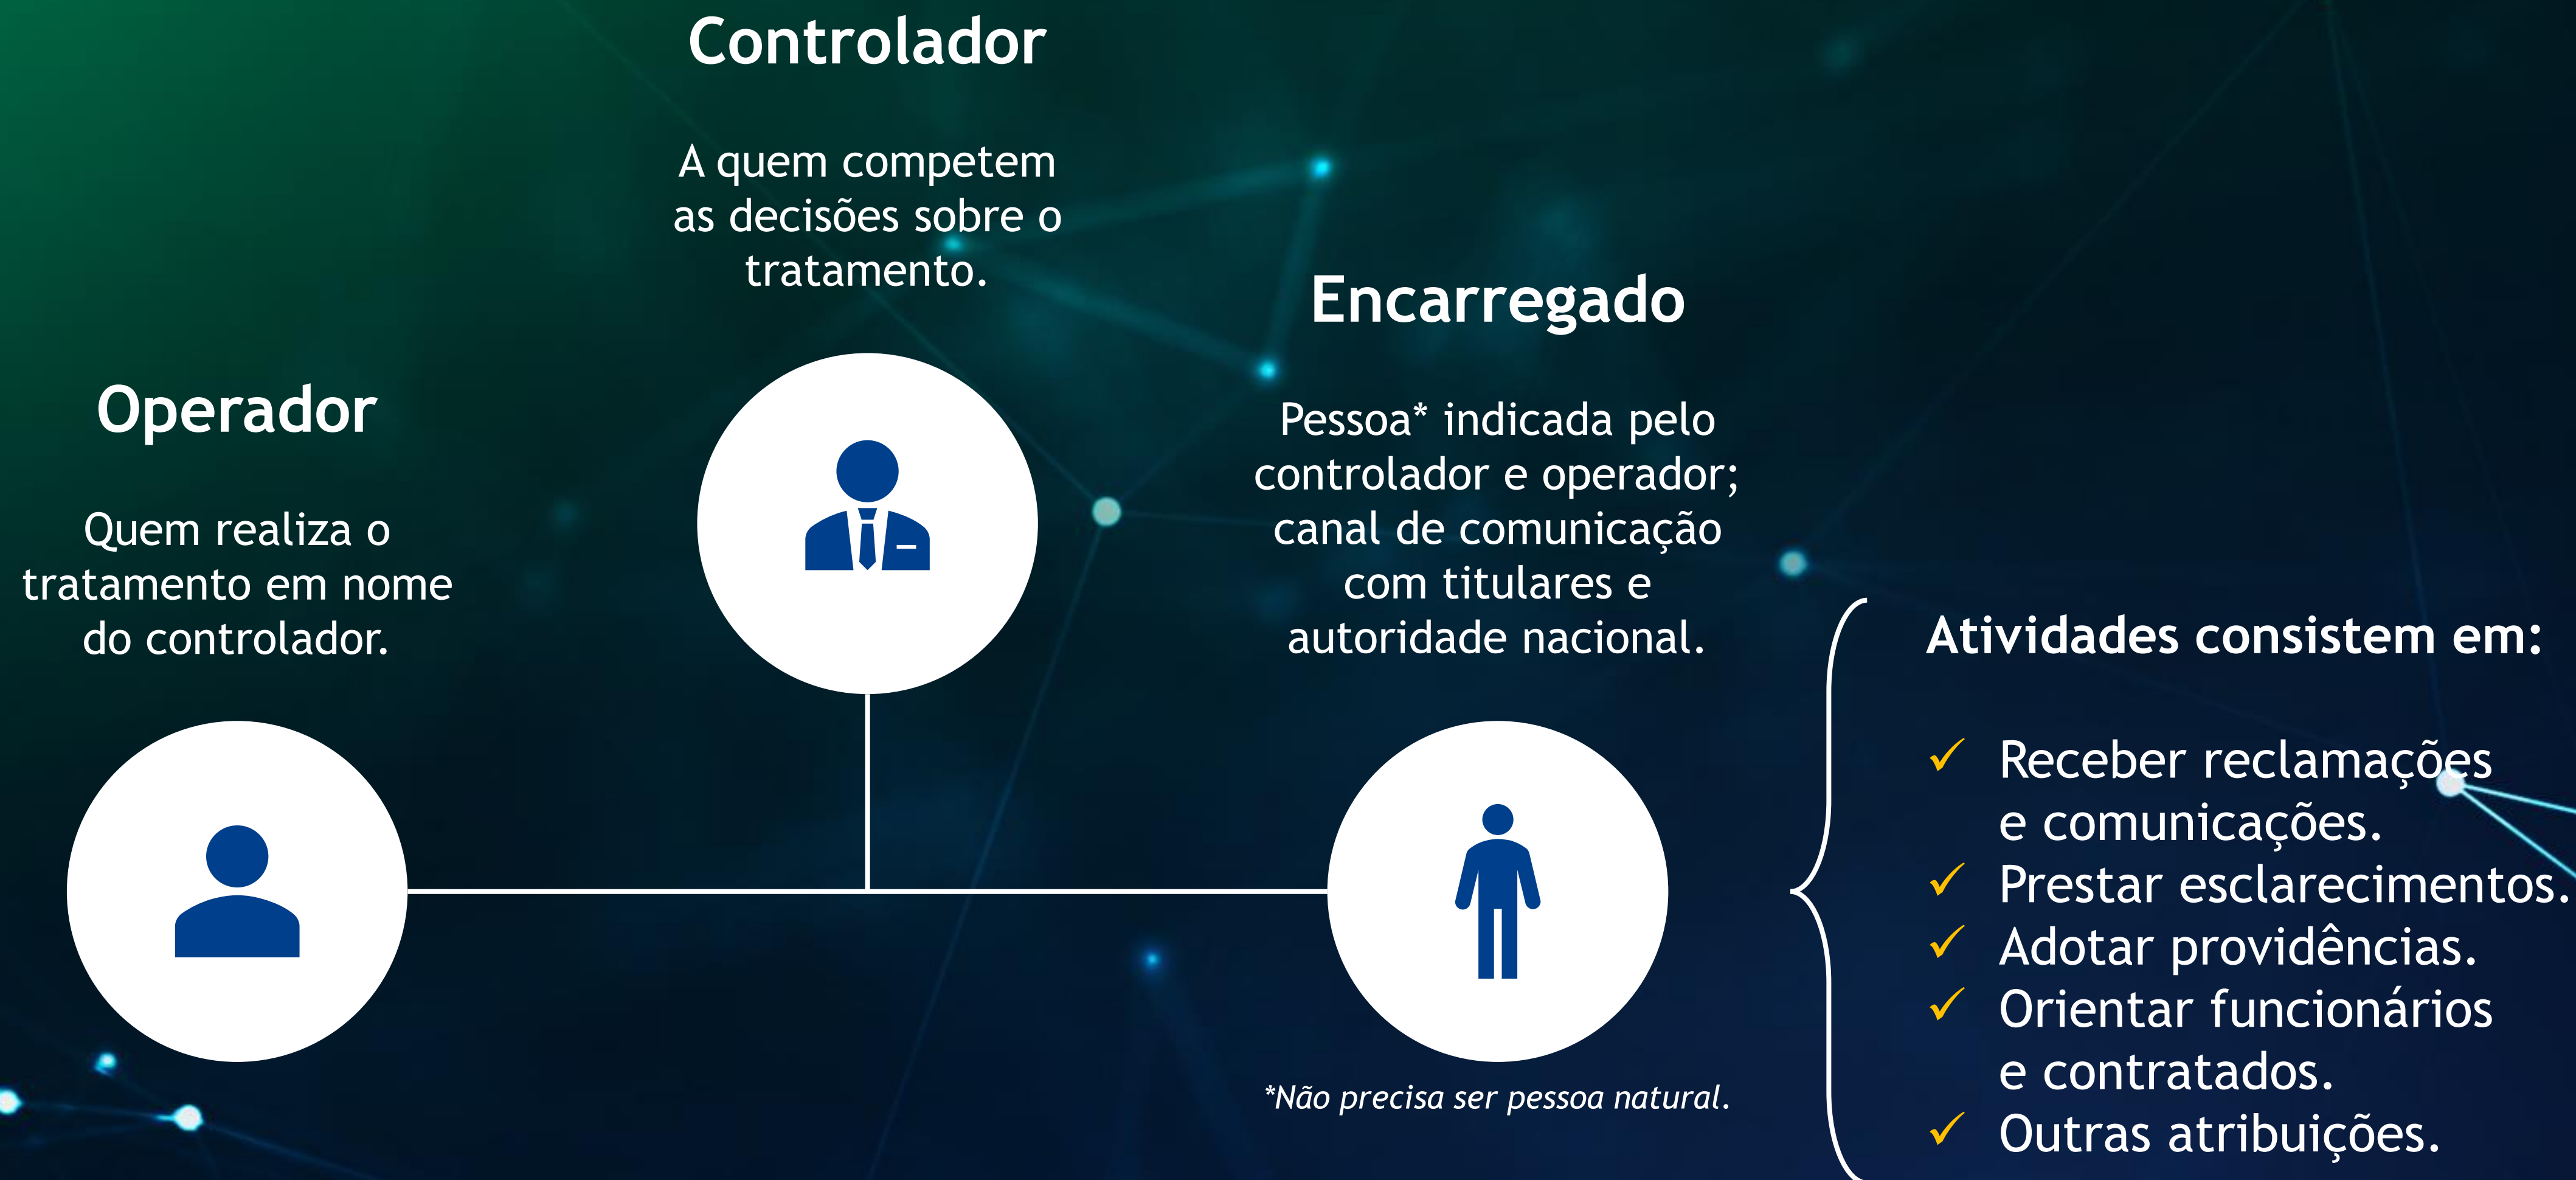 Controlador
A quem competem
as decisões sobre o
tratamento.
Operador
Quem realiza o
tratamento em nome
do controlador.
Encarregado
Pessoa* indicada pelo
controlador e operador;
canal de comunicação
com titulares e
autoridade nacional.
*Não precisa ser pessoa natural.
Atividades consistem em:
✓ Receber reclamações
e comunicações.
✓ Prestar esclarecimentos.
✓ Adotar providências.
✓ Orientar funcionários
e contratados.
✓ Outras atribuições.